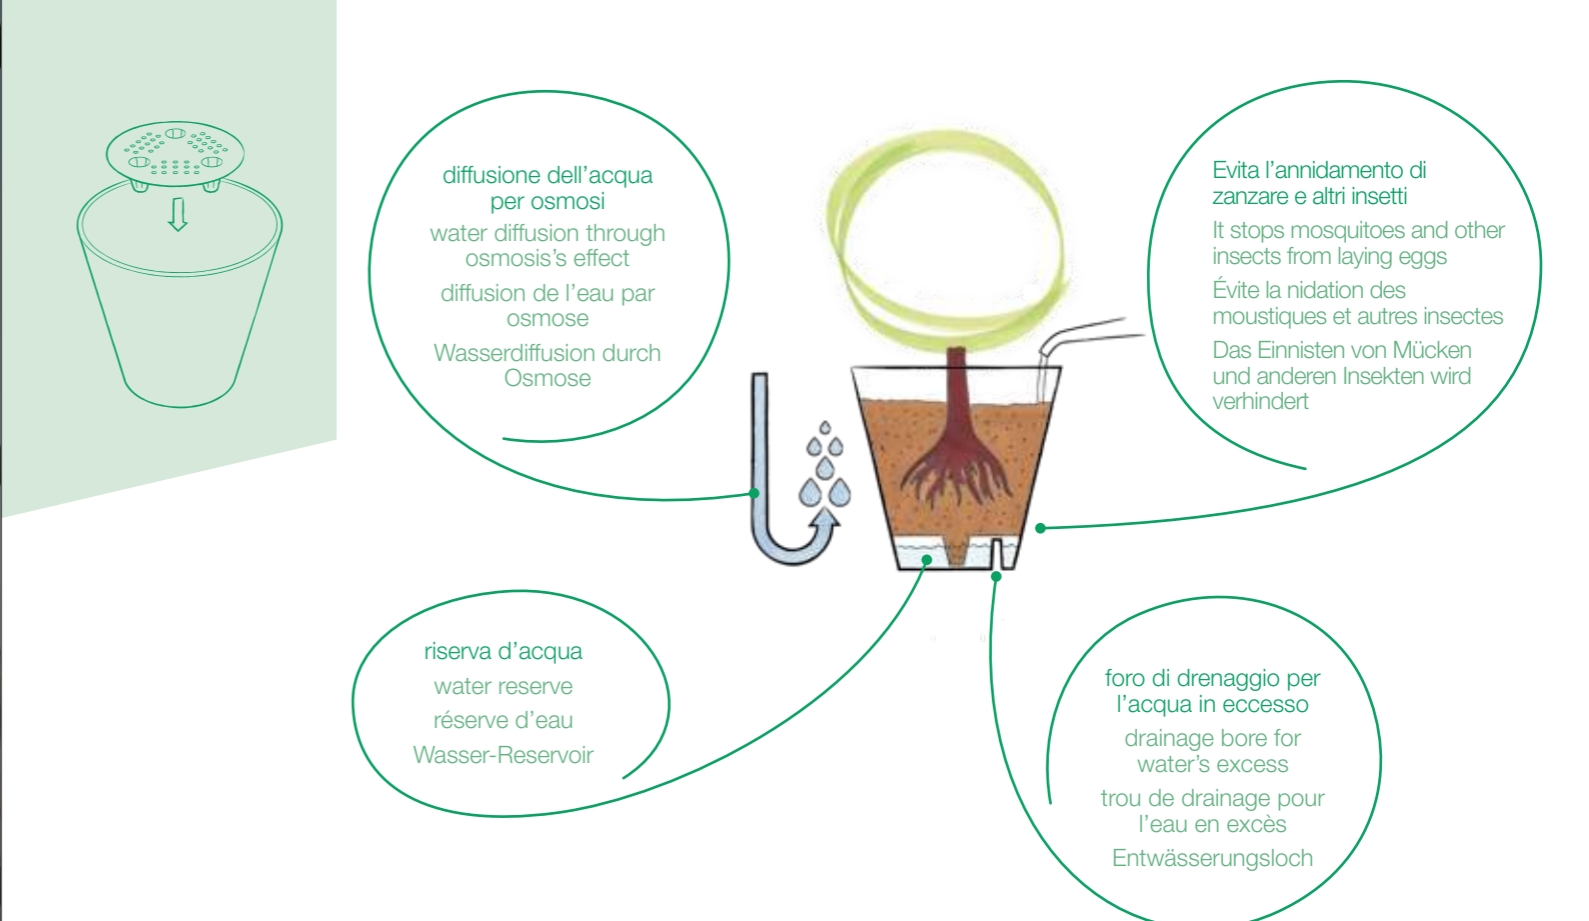 diffusione dell'acqua
per osmosi
water diffusion through
osmosis's effect
diffusion de l'eau par
osmose
Wasserdiffusion durch
Osmose
Evita l'annidamento di
zanzare e altri insetti
It stops mosquitoes and other
insects from laying eggs
Évite la nidation des
moustiques et autres insectes
Das Einnisten von Mücken
und anderen Insekten wird
verhindert
riserva d'acqua
water reserve
réserve d'eau
Wasser-Reservoir
foro di drenaggio per
l'acqua in eccesso
drainage bore for
water's excess
trou de drainage pour
l'eau en excès
Entwässerungsloch